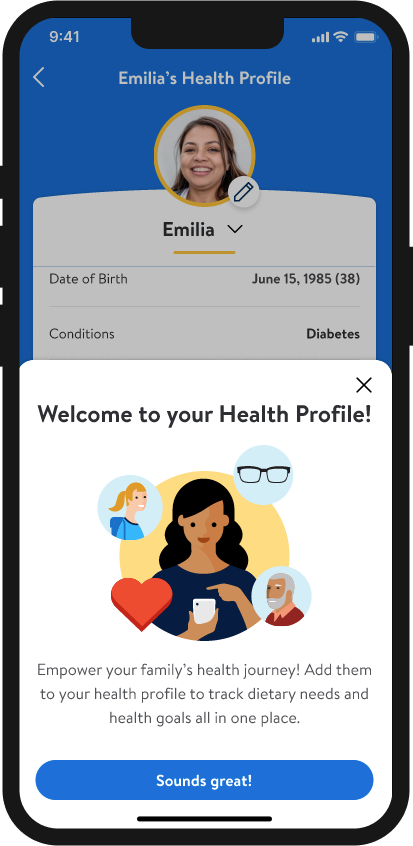 9:41
Emilia's Health Profile
Emilia
Date of Birth June 15, 1985 (38)
Conditions Diabetes
Welcome to your Health Profile!
Empower your family's health journey! Add them
to your health profile to track dietary needs and
health goals all in one place.
Sounds great!